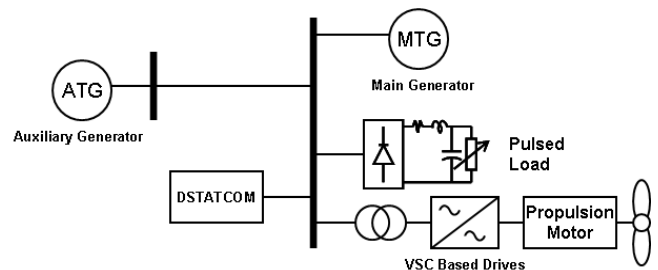 MTG
Main Generator
ATG
Auxiliary Generator
Pulsed
Load
DSTATCOM
Propulsion
Motor
VSC Based Drives